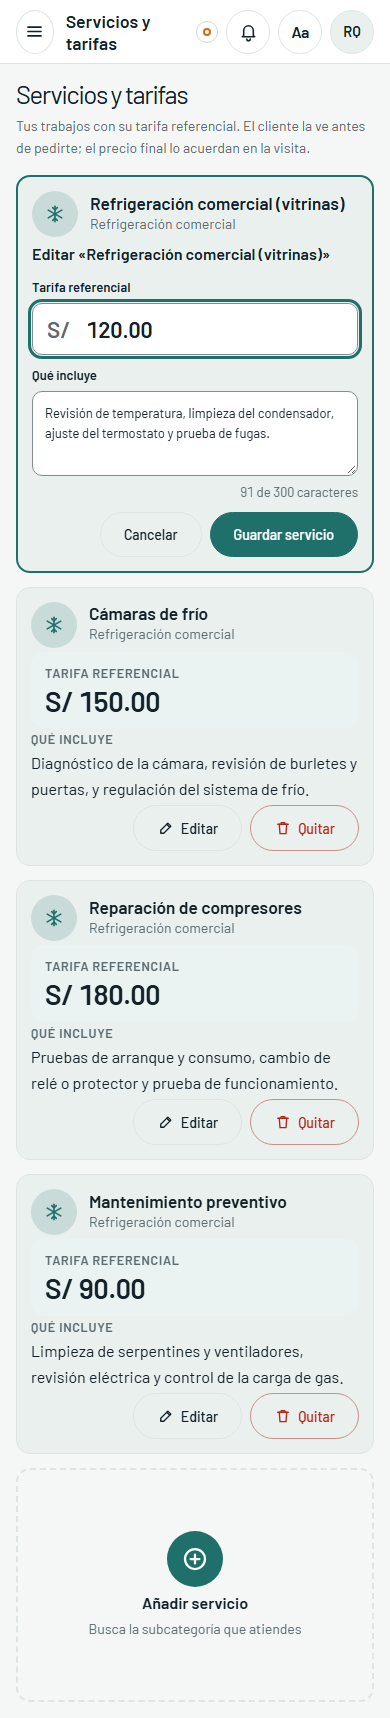 Servicios y
tarifas
Aa
RQ
Servicios y tarifas
Tus trabajos con su tarifa referencial. El cliente la ve antes
de pedirte; el precio final lo acuerdan en la visita.
Refrigeración comercial (vitrinas)
Refrigeración comercial
Editar «Refrigeración comercial (vitrinas)»
Tarifa referencial
S/ 120.00
Qué incluye
Revisión de temperatura, limpieza del condensador,
ajuste del termostato y prueba de fugas.
91 de 300 caracteres
Cancelar
Guardar servicio
Cámaras de frío
Refrigeración comercial
TARIFA REFERENCIAL
S/ 150.00
QUÉ INCLUYE
Diagnóstico de la cámara, revisión de burletes y
puertas, y regulación del sistema de frío.
Editar
Quitar
Reparación de compresores
Refrigeración comercial
TARIFA REFERENCIAL
S/ 180.00
QUÉ INCLUYE
Pruebas de arranque y consumo, cambio de
relé o protector y prueba de funcionamiento.
Editar
Quitar
Mantenimiento preventivo
Refrigeración comercial
TARIFA REFERENCIAL
S/ 90.00
QUÉ INCLUYE
Limpieza de serpentines y ventiladores,
revisión eléctrica y control de la carga de gas.
Editar
Quitar
Añadir servicio
Busca la subcategoría que atiendes